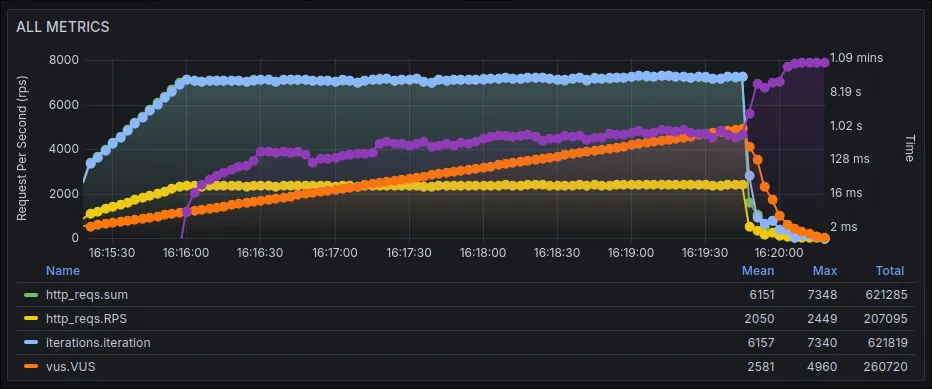 ALL METRICS
Request Per Second (rps)
8000
6000
4000
2000
0
1.09 mins
8.19 s
1.02 s
128 ms
16 ms
2 ms
Time
16:15:30 16:16:00 16:16:30 16:17:00 16:17:30 16:18:00 16:18:30 16:19:00 16:19:30 16:20:00
Name Mean Max Total
http_reqs.sum 6151 7348 621285
http_reqs.RPS 2050 2449 207095
iterations.iteration 6157 7340 621819
vus.VUS 2581 4960 260720